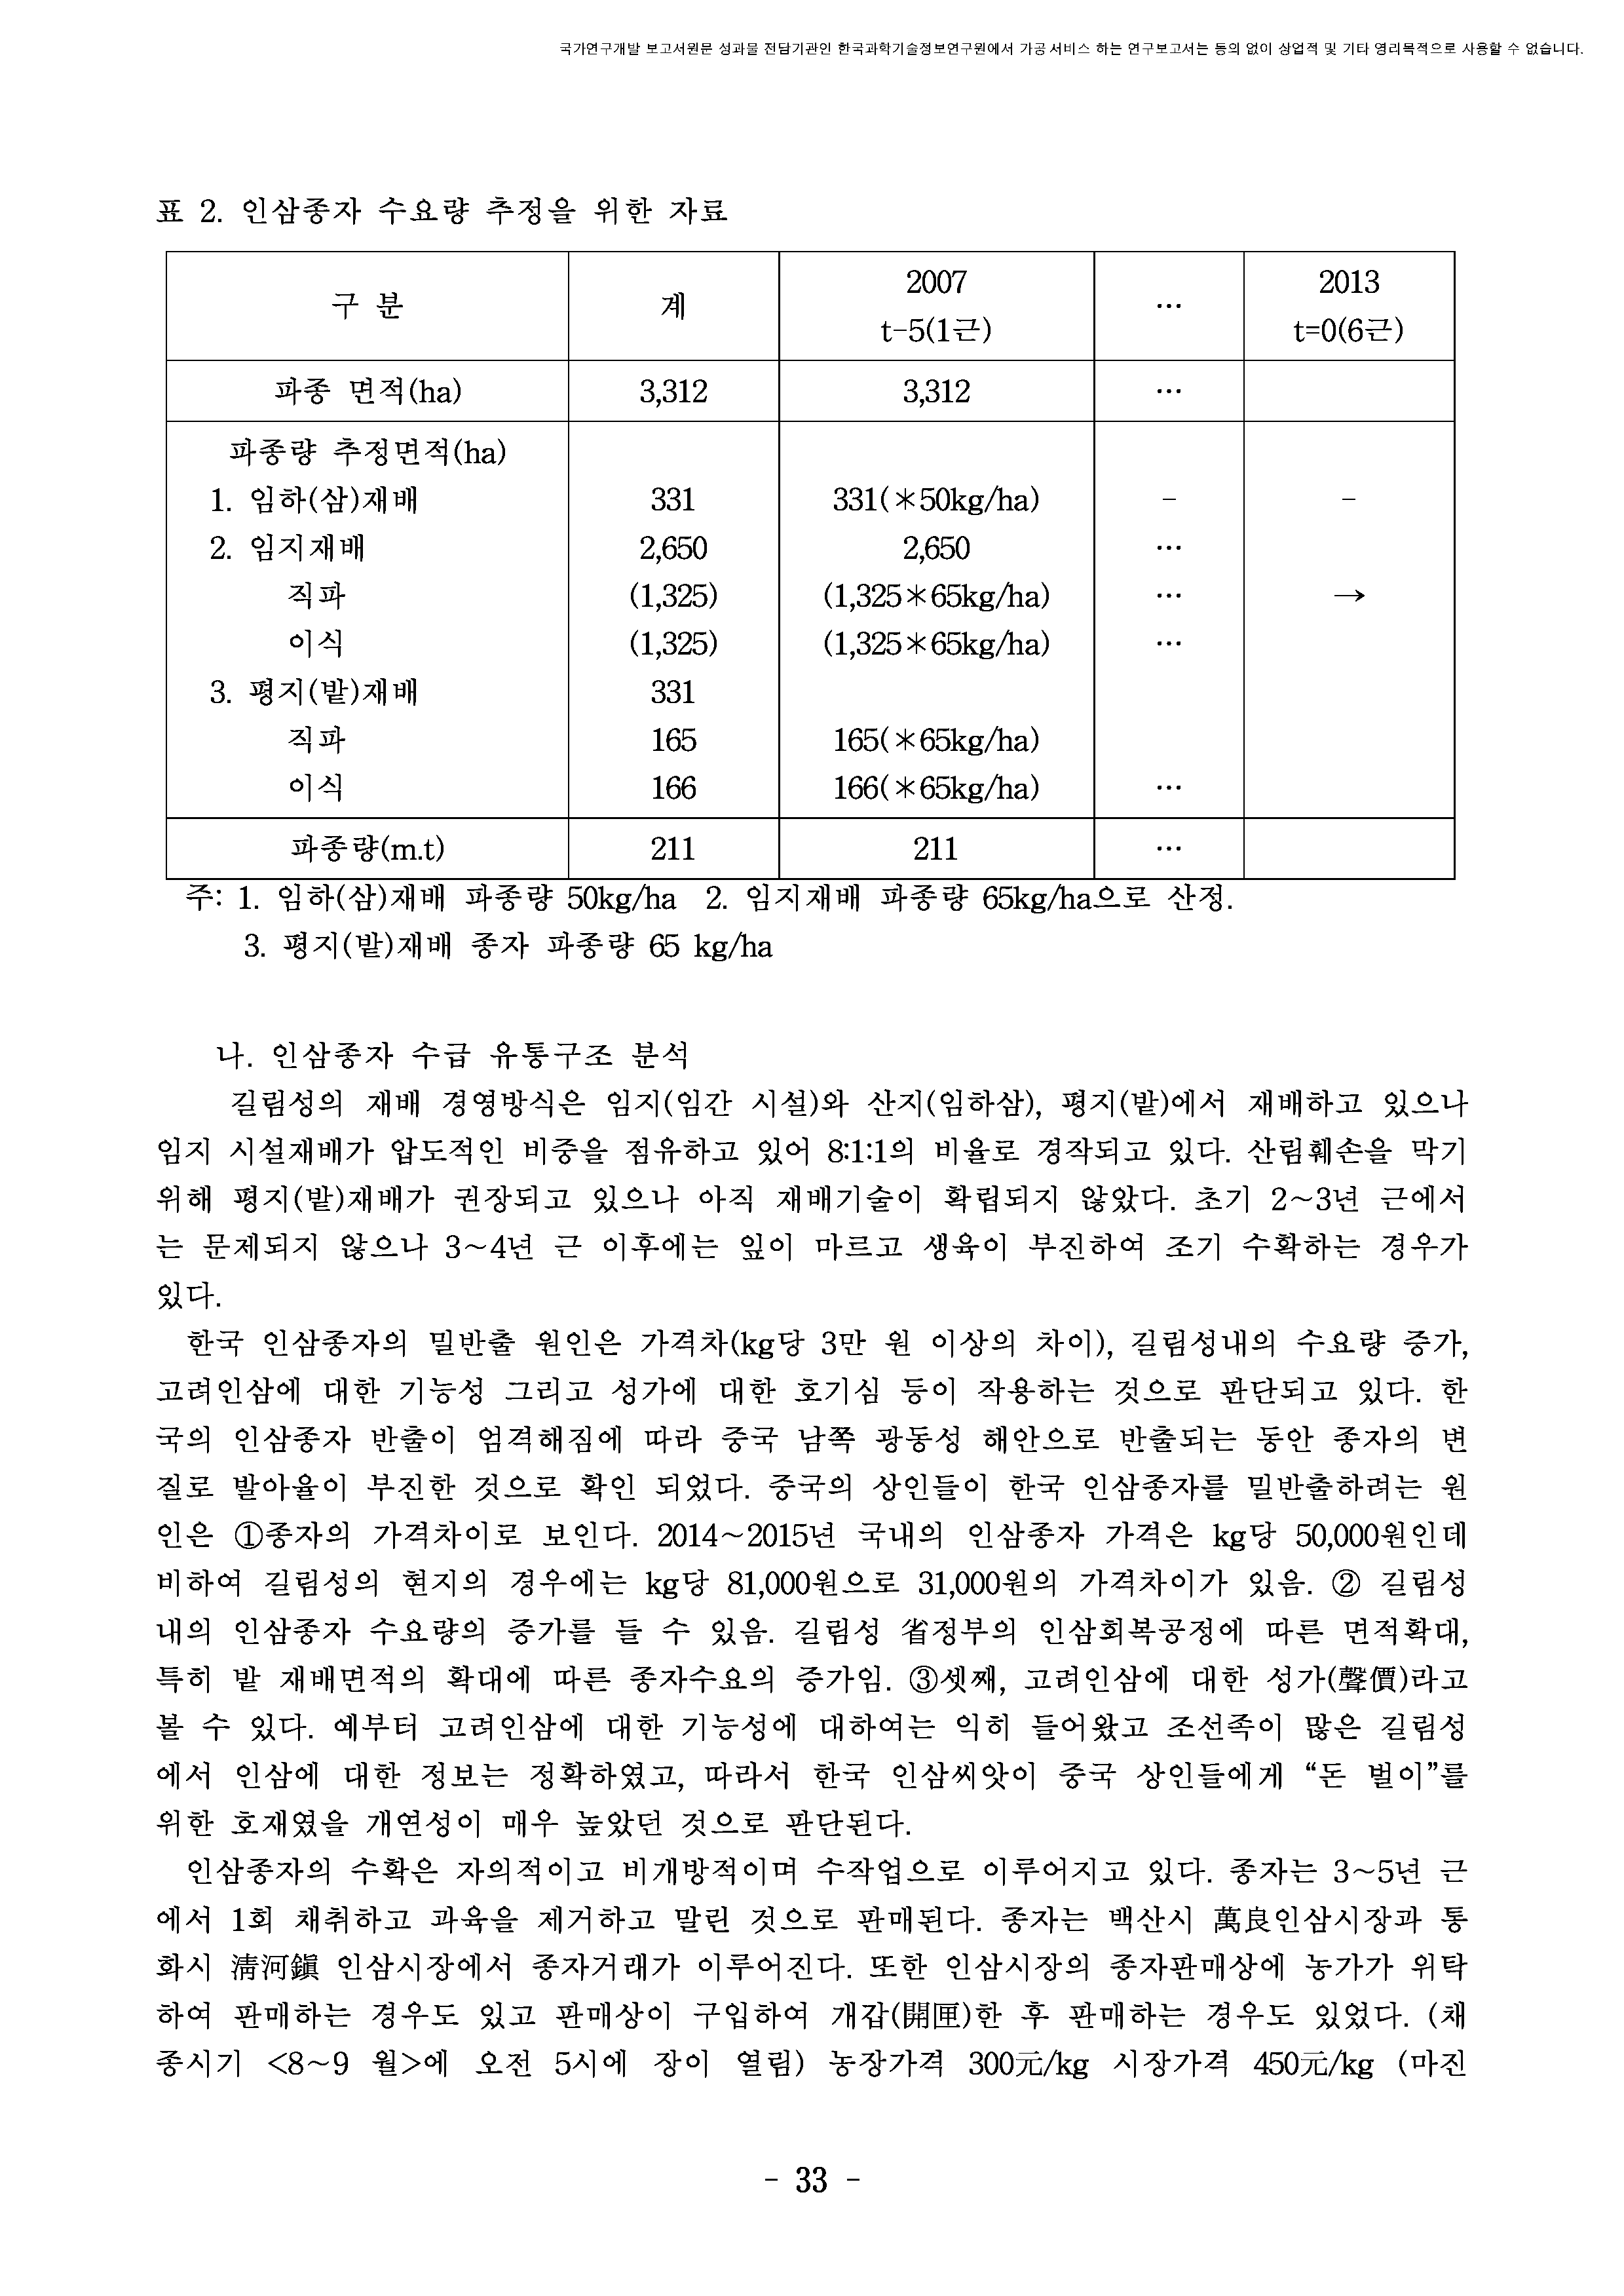 국가연구개발 보고서원문 성과물 전담기관인 한국과학기술정보연구원에서 가공·서비스 하는 연구보고서는 동의 없이 상업적 및 기타 영리목적으로 사용할 수 없습니다.
표 2. 인삼종자 수요량 추정을 위한 자료
구 분 계 2007 t-5(1근) … 2013 t=0(6근)
파종 면적(ha) 3,312 3,312 …
파종량 추정면적(ha)
1. 임하(삼)재배 331 331(*50kg/ha) - -
2. 임지재배 2,650 2,650 …
직파 (1,325) (1,325*65kg/ha) … →
이식 (1,325) (1,325*65kg/ha) …
3. 평지(밭)재배 331
직파 165 165(*65kg/ha)
이식 166 166(*65kg/ha) …
파종량(m.t) 211 211 …
주: 1. 임하(삼)재배 파종량 50kg/ha 2. 임지재배 파종량 65kg/ha으로 산정.
3. 평지(밭)재배 종자 파종량 65 kg/ha
나. 인삼종자 수급 유통구조 분석
길림성의 재배 경영방식은 임지(임간 시설)와 산지(임하삼), 평지(밭)에서 재배하고 있으나
임지 시설재배가 압도적인 비중을 점유하고 있어 8:1:1의 비율로 경작되고 있다. 산림훼손을 막기
위해 평지(밭)재배가 권장되고 있으나 아직 재배기술이 확립되지 않았다. 초기 2~3년 근에서
는 문제되지 않으나 3~4년 근 이후에는 잎이 마르고 생육이 부진하여 조기 수확하는 경우가
있다.
한국 인삼종자의 밀반출 원인은 가격차(kg당 3만 원 이상의 차이), 길림성내의 수요량 증가,
고려인삼에 대한 기능성 그리고 성가에 대한 호기심 등이 작용하는 것으로 판단되고 있다. 한
국의 인삼종자 반출이 엄격해짐에 따라 중국 남쪽 광동성 해안으로 반출되는 동안 종자의 변
질로 발아율이 부진한 것으로 확인 되었다. 중국의 상인들이 한국 인삼종자를 밀반출하려는 원
인은 ①종자의 가격차이로 보인다. 2014~2015년 국내의 인삼종자 가격은 kg당 50,000원인데
비하여 길림성의 현지의 경우에는 kg당 81,000원으로 31,000원의 가격차이가 있음. ② 길림성
내의 인삼종자 수요량의 증가를 들 수 있음. 길림성 省정부의 인삼회복공정에 따른 면적확대,
특히 밭 재배면적의 확대에 따른 종자수요의 증가임. ③셋째, 고려인삼에 대한 성가(聲價)라고
볼 수 있다. 예부터 고려인삼에 대한 기능성에 대하여는 익히 들어왔고 조선족이 많은 길림성
에서 인삼에 대한 정보는 정확하였고, 따라서 한국 인삼씨앗이 중국 상인들에게 “돈 벌이”를
위한 호재였을 개연성이 매우 높았던 것으로 판단된다.
인삼종자의 수확은 자의적이고 비개방적이며 수작업으로 이루어지고 있다. 종자는 3~5년 근
에서 1회 채취하고 과육을 제거하고 말린 것으로 판매된다. 종자는 백산시 萬良인삼시장과 통
화시 淸河鎭 인삼시장에서 종자거래가 이루어진다. 또한 인삼시장의 종자판매상에 농가가 위탁
하여 판매하는 경우도 있고 판매상이 구입하여 개갑(開匣)한 후 판매하는 경우도 있었다. (채
종시기 <8~9 월>에 오전 5시에 장이 열림) 농장가격 300元/kg 시장가격 450元/kg (마진
- 33 -